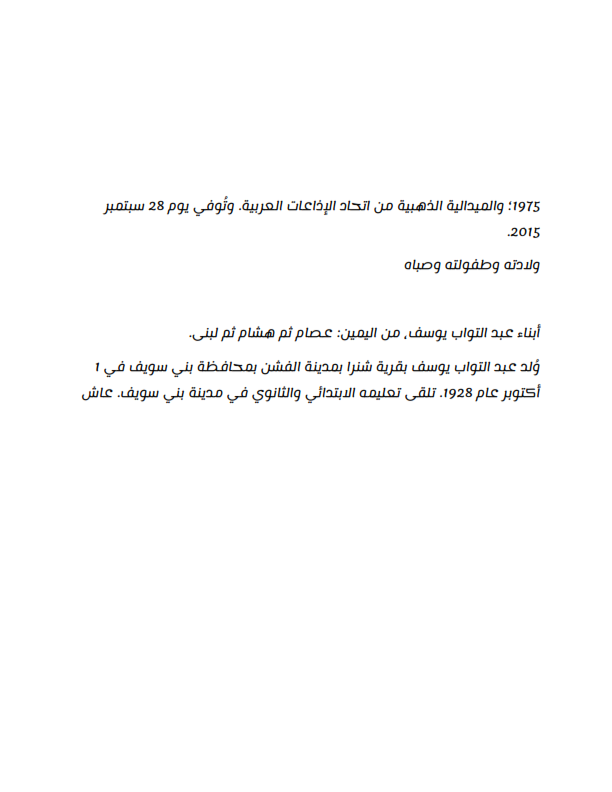 1975؛ والميدالية الذهبية من اتحاد الإذاعات العربية. وتُوفي يوم 28 سبتمبر
2015.
ولادته وطفولته وصباه
أبناء عبد التواب يوسف، من اليمين: عصام ثم هشام ثم لبنى.
وُلد عبد التواب يوسف بقرية شنرا بمدينة الفشن بمحافظة بني سويف في 1
أكتوبر عام 1928. تلقى تعليمه الابتدائي والثانوي في مدينة بني سويف. عاش